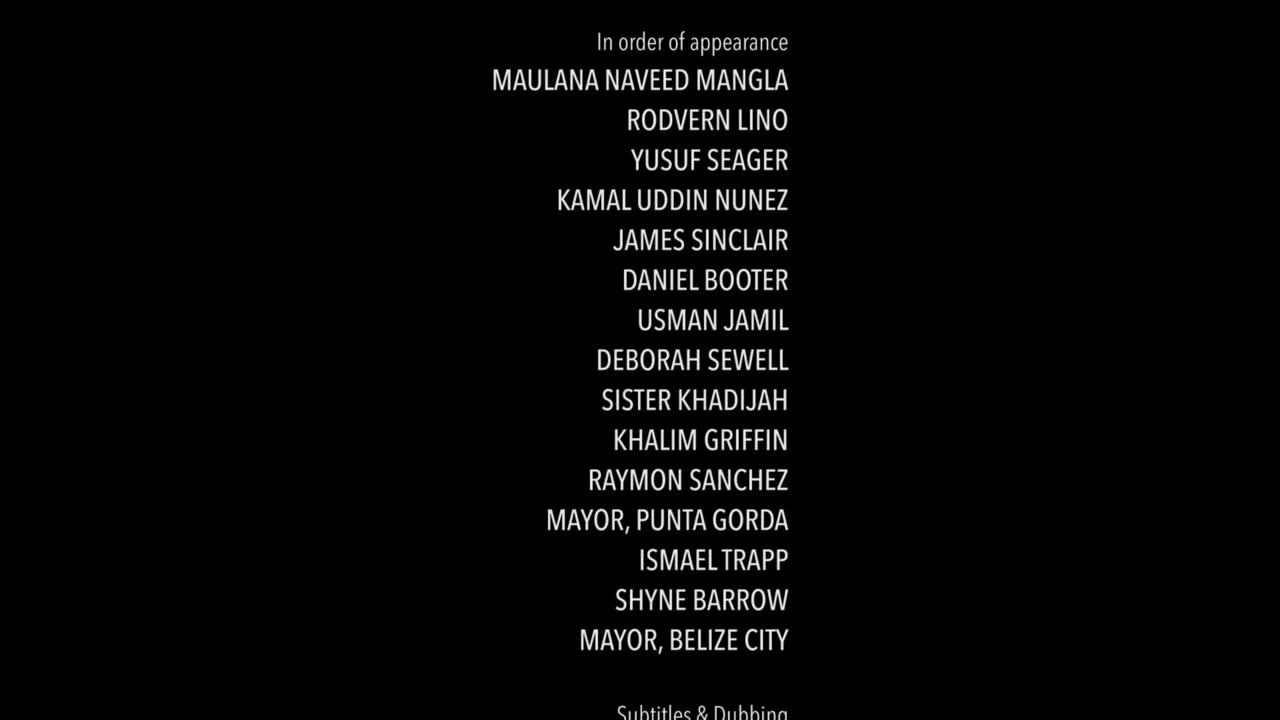 In order of appearance
MAULANA NAVEED MANGLA
RODVERN LINO
YUSUF SEAGER
KAMAL UDDIN NUNEZ
JAMES SINCLAIR
DANIEL BOOTER
USMAN JAMIL
DEBORAH SEWELL
SISTER KHADIJAH
KHALIM GRIFFIN
RAYMON SANCHEZ
MAYOR, PUNTA GORDA
ISMAEL TRAPP
SHYNE BARROW
MAYOR, BELIZE CITY
Subtitles & Dubbing